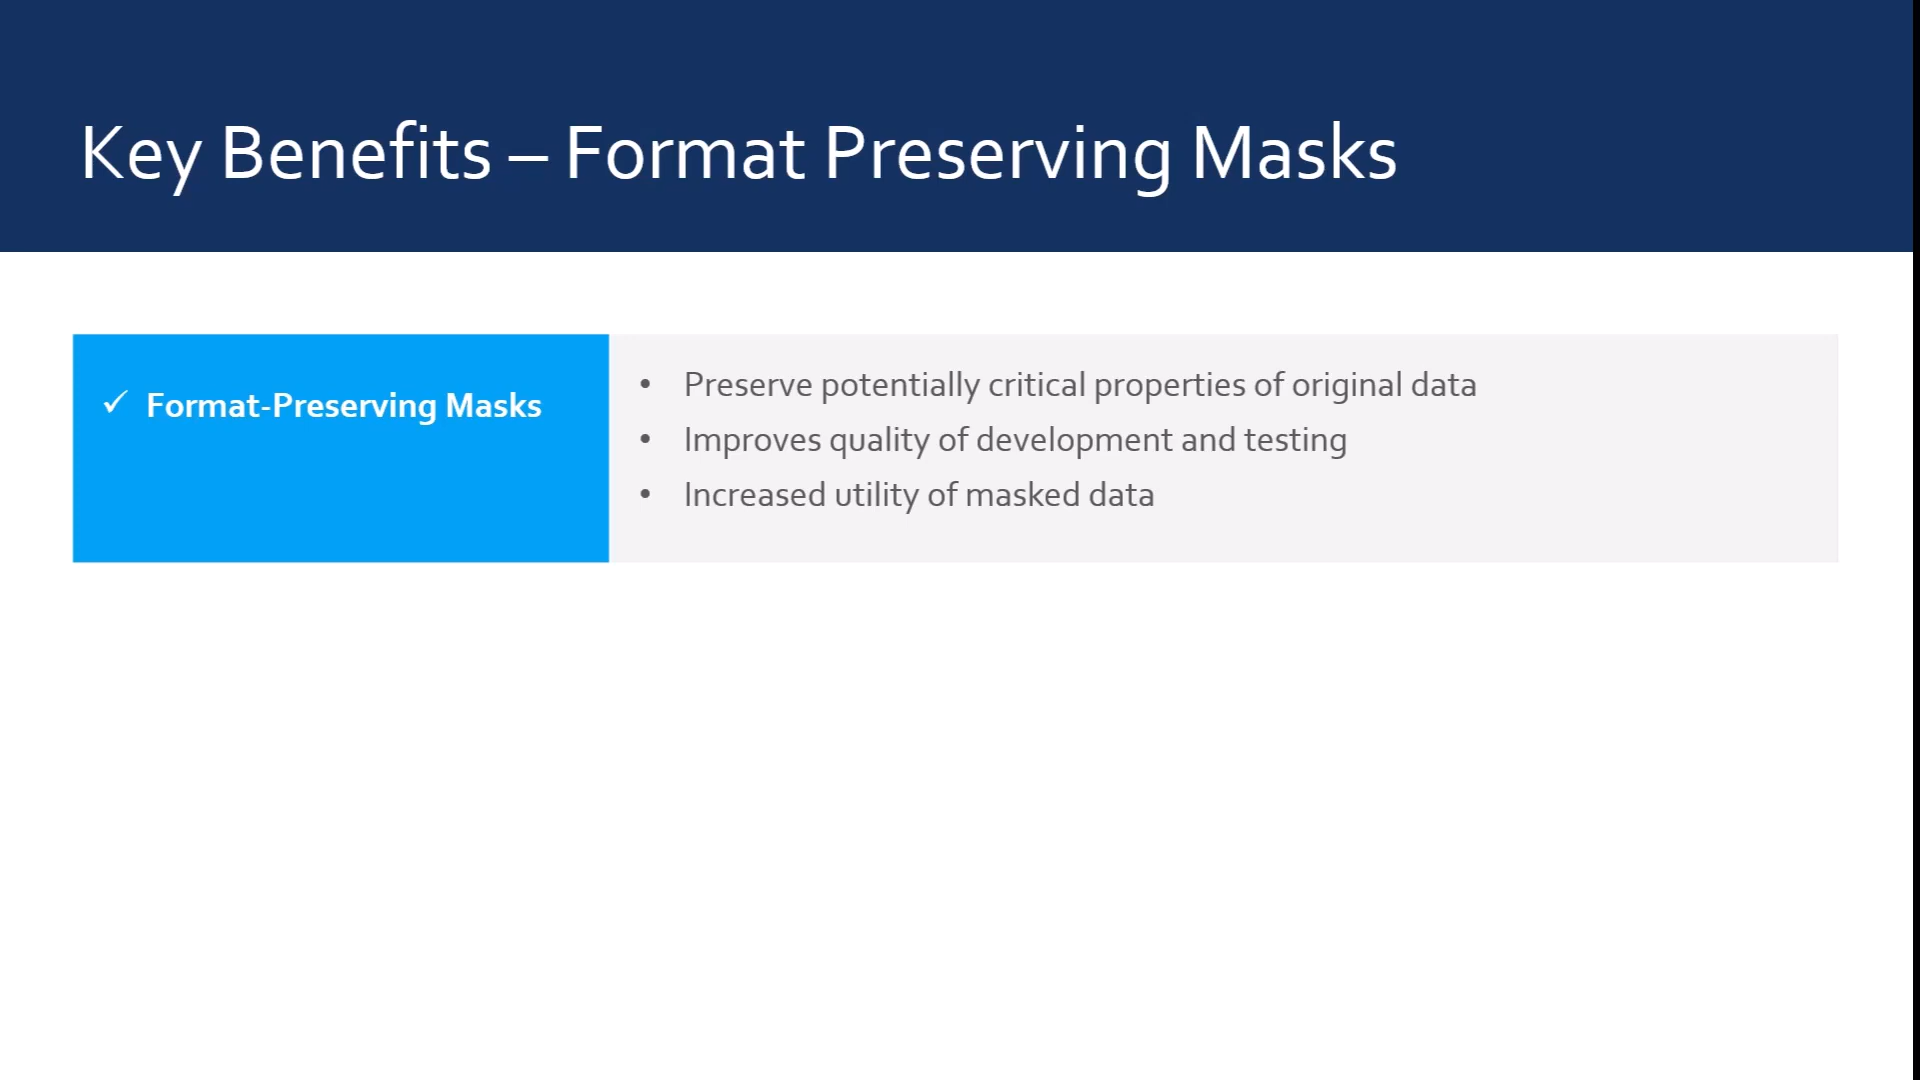 Key Benefits – Format Preserving Masks
✓ Format-Preserving Masks
• Preserve potentially critical properties of original data
• Improves quality of development and testing
• Increased utility of masked data